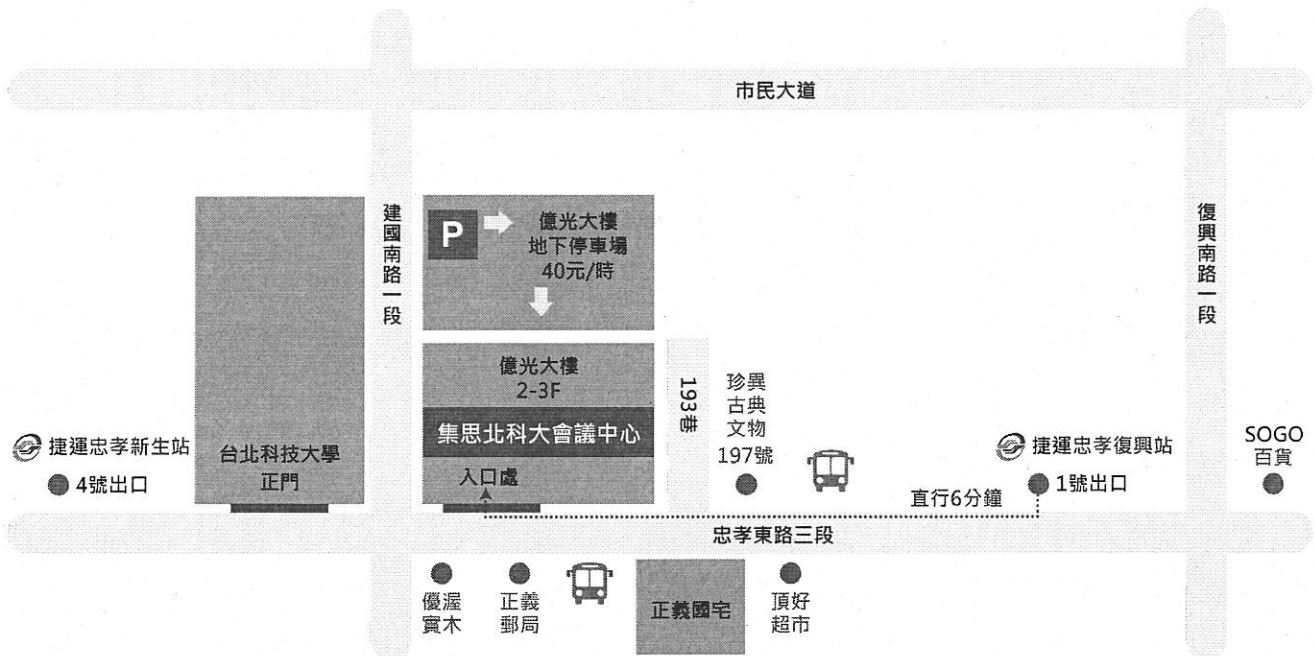 市民大道
建國南路一段
P
億光大樓
地下停車場
40元/時
復興南路一段
億光大樓
2-3F
集思北科大會議中心
入口處
193巷
珍異
古典
文物
197號
捷運忠孝新生站
4號出口
台北科技大學
正門
捷運忠孝復興站
1號出口
SOGO
百貨
直行6分鐘
忠孝東路三段
優渥
實木
正義
郵局
正義國宅
頂好
超市